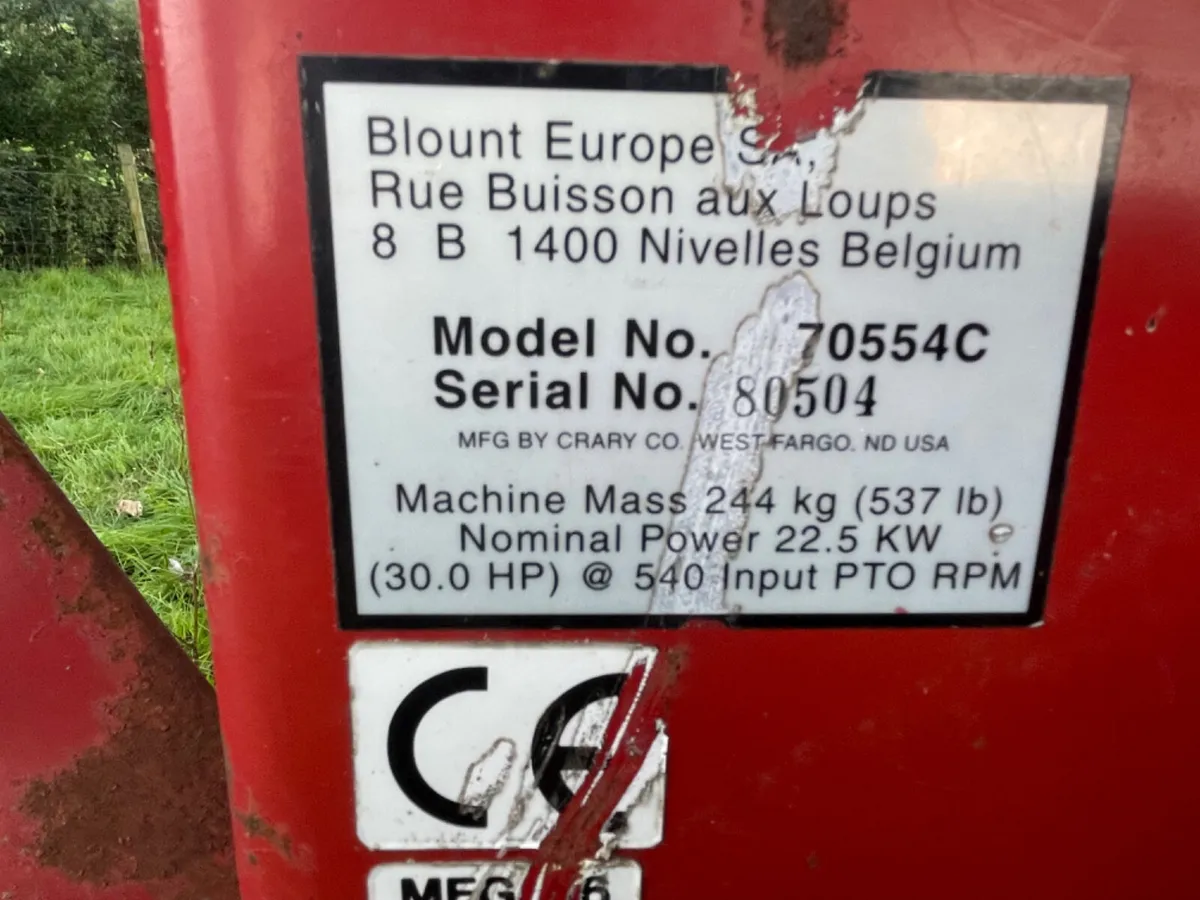 Blount Europe SA,
Rue Buisson aux Loups
8 B 1400 Nivelles Belgium
Model No. 70554C
Serial No. 80504
MFG BY CRARY CO. WEST FARGO. ND USA
Machine Mass 244 kg (537 lb)
Nominal Power 22.5 KW
(30.0 HP) @ 540 Input PTO RPM
CE
MFG.